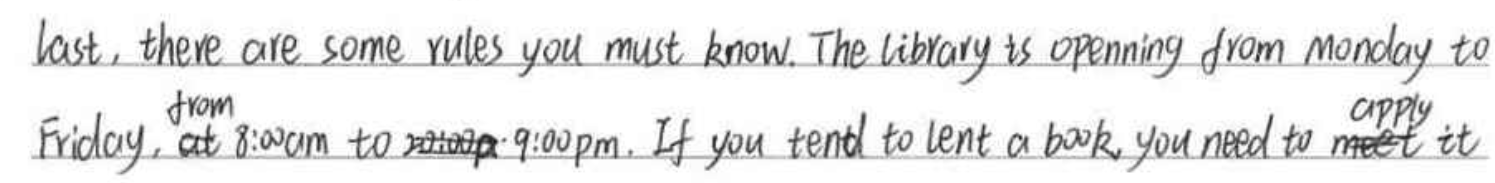 last, there are some rules you must know. The library is openning from Monday to
Friday, from 8:00am to 9:00pm. If you tend to lent a book, you need to apply it